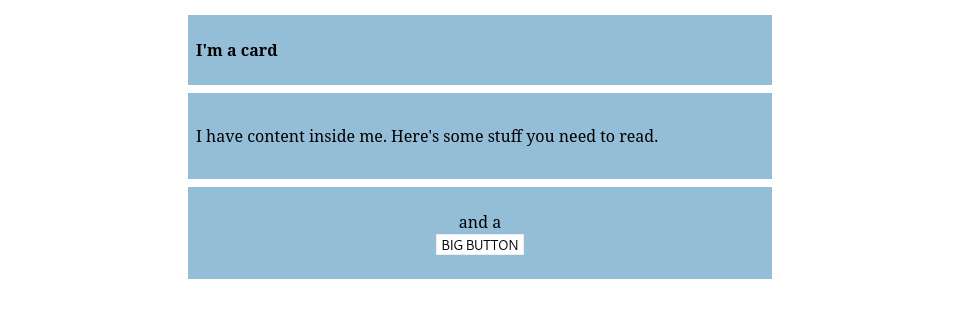 I'm a card
I have content inside me. Here's some stuff you need to read.
and a
BIG BUTTON